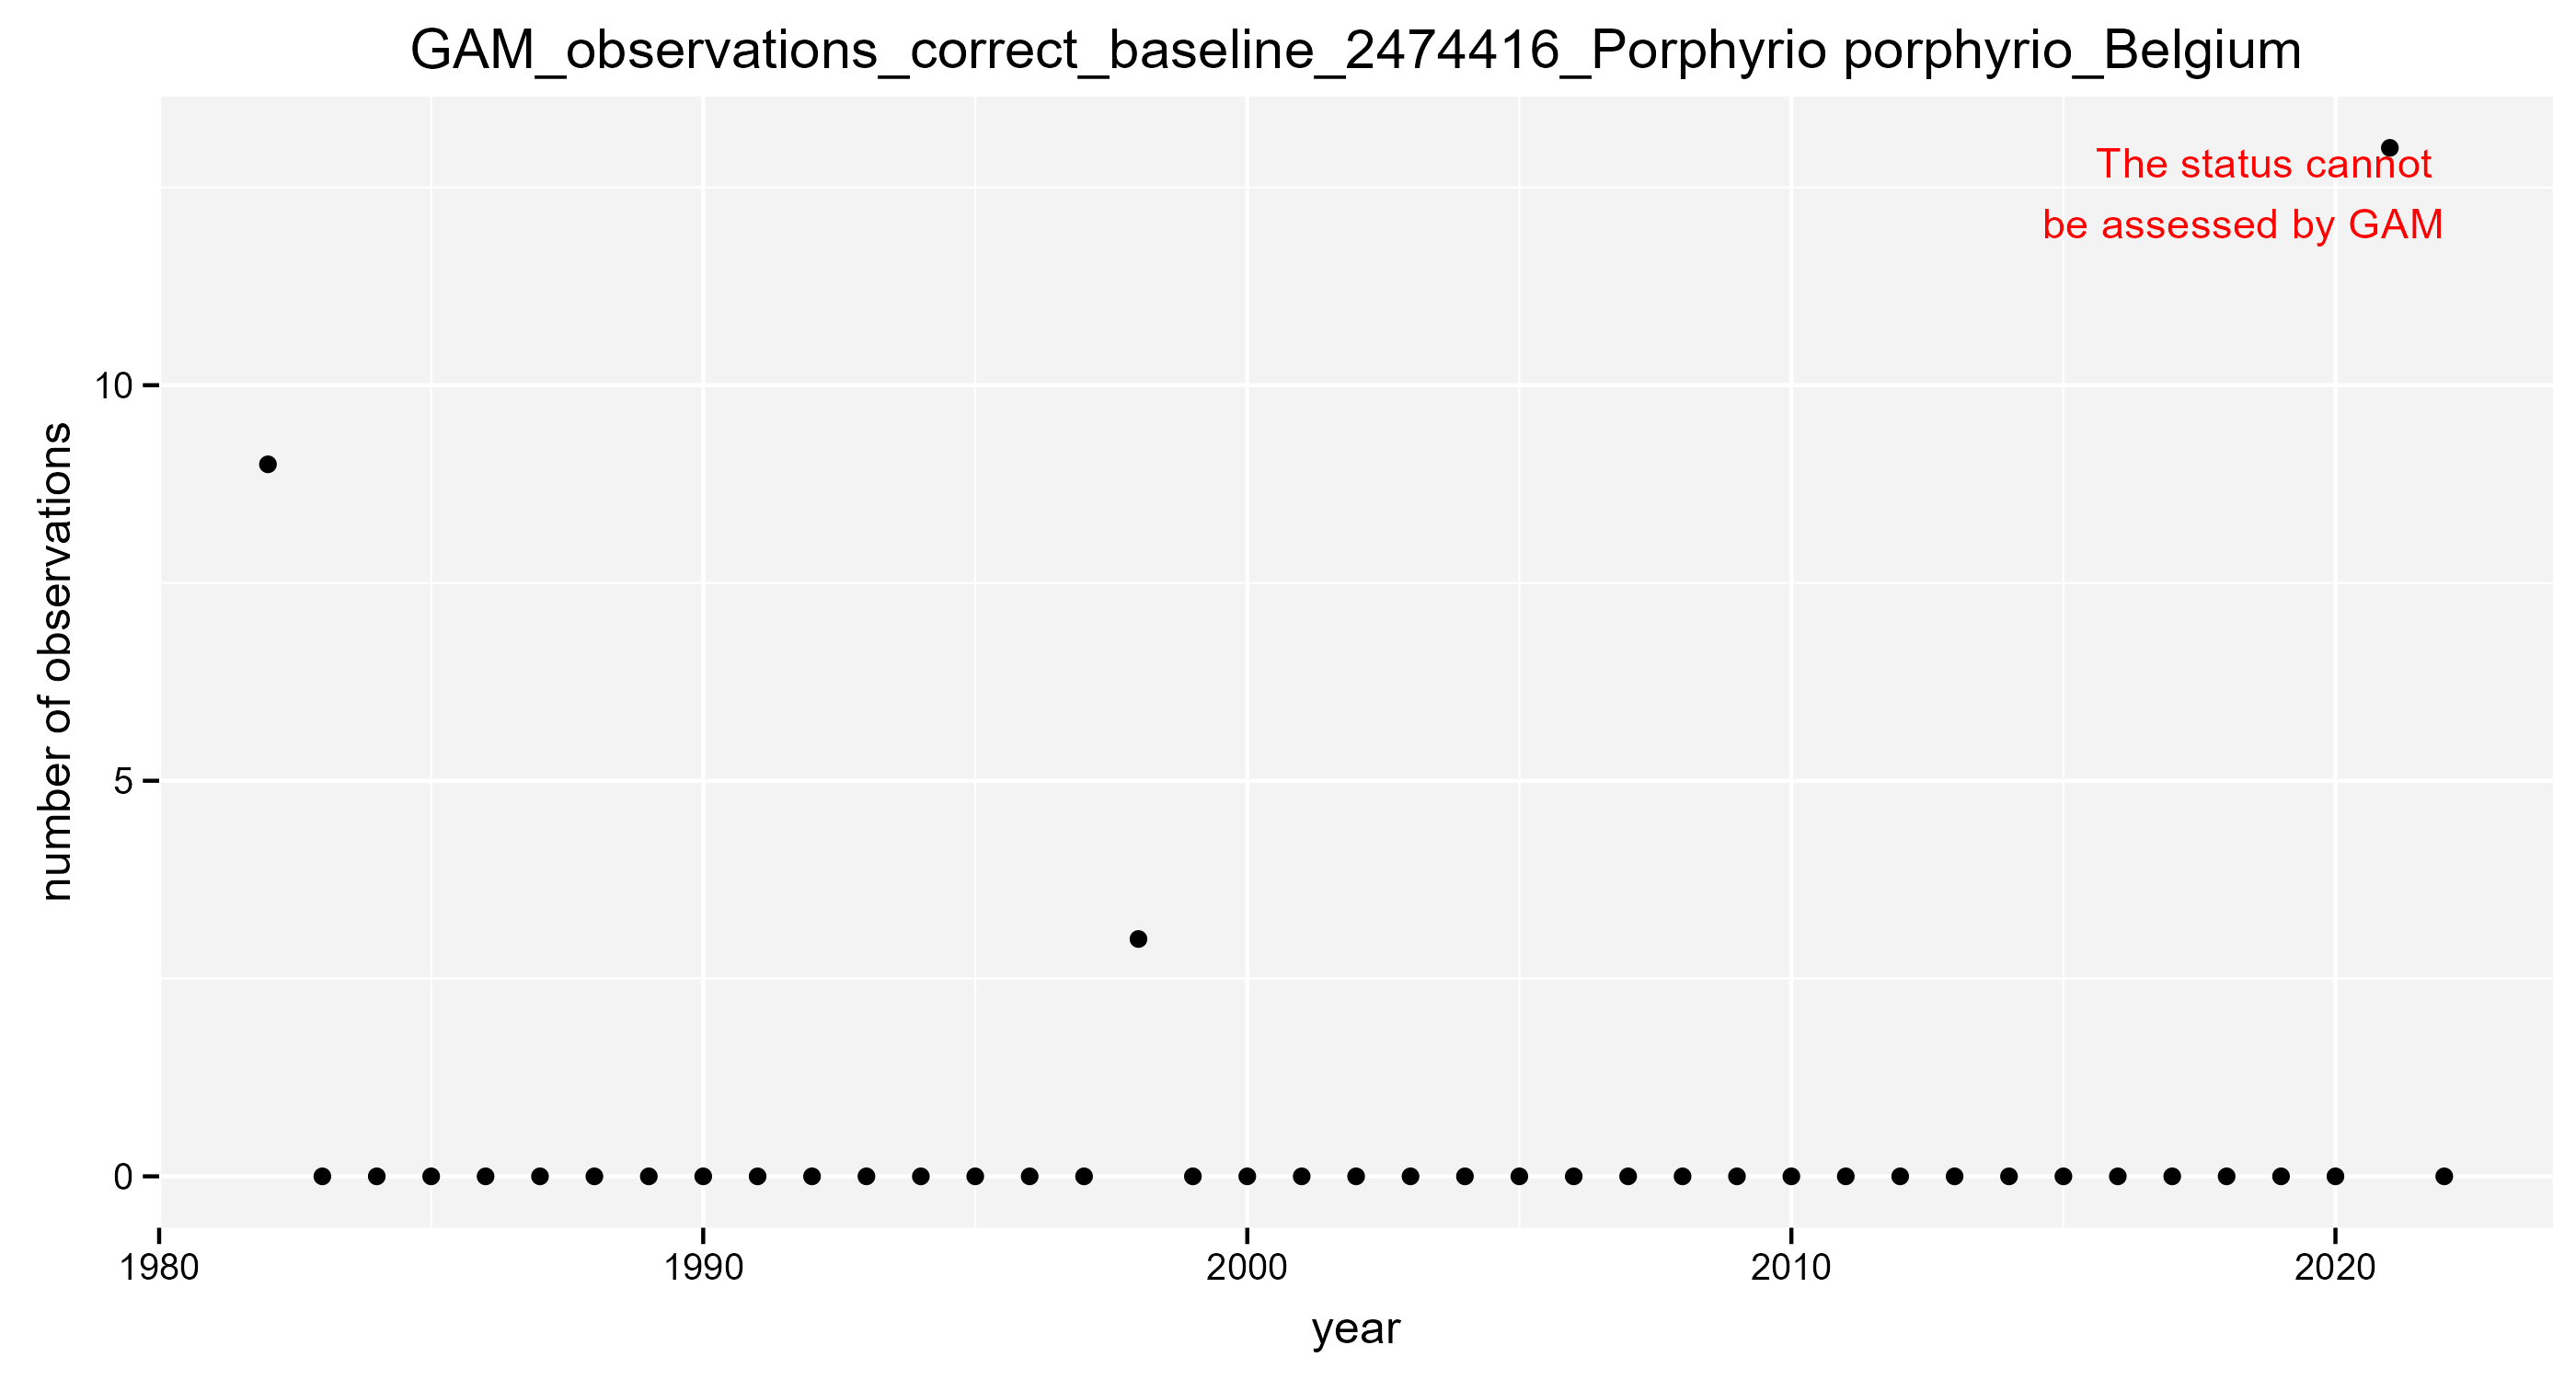 GAM_observations_correct_baseline_2474416_Porphyrio porphyrio_Belgium
The status cannot
be assessed by GAM
number of observations
10
5
0
1980 1990 2000 2010 2020
year